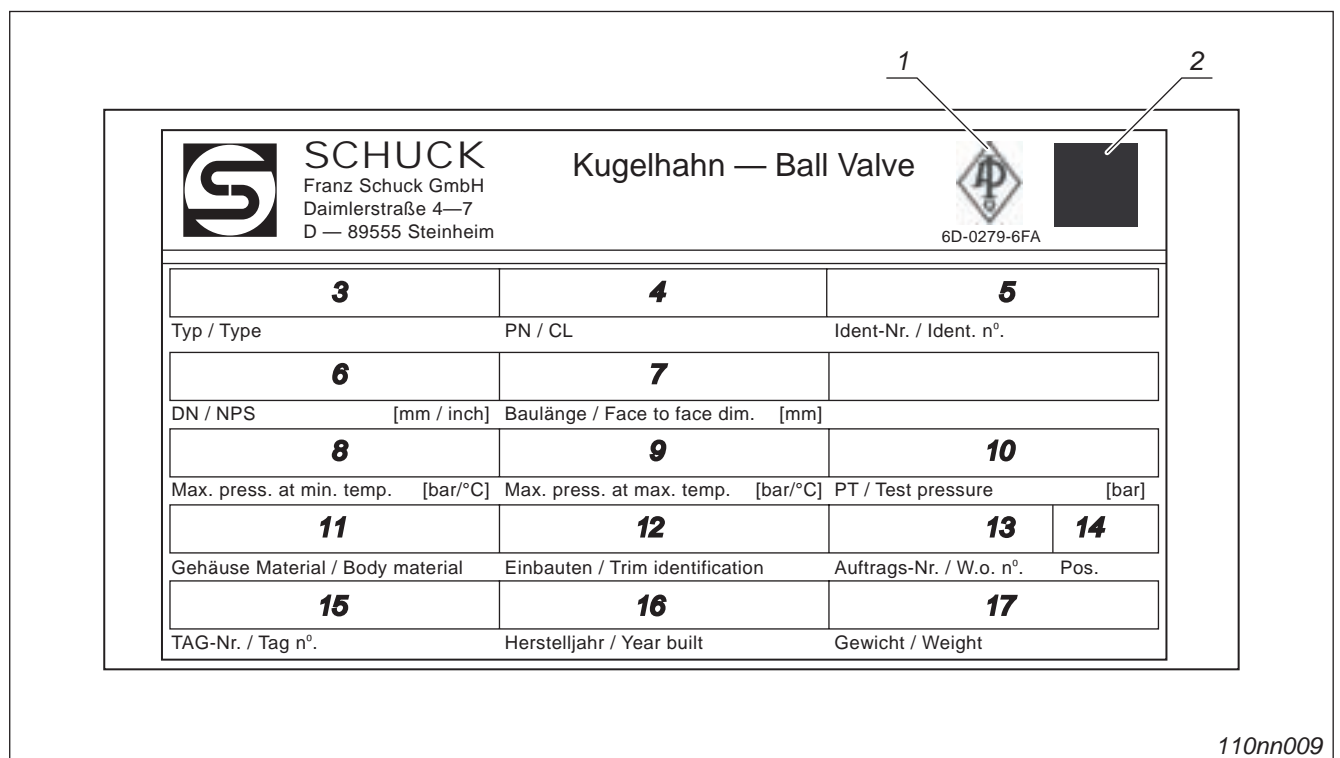 1 2
SCHUCK
Franz Schuck GmbH
Daimlerstraße 4—7
D — 89555 Steinheim
Kugelhahn — Ball Valve
API
6D-0279-6FA
3 4 5
Typ / Type PN / CL Ident-Nr. / Ident. nº.
6 7
DN / NPS [mm / inch] Baulänge / Face to face dim. [mm]
8 9 10
Max. press. at min. temp. [bar/°C] Max. press. at max. temp. [bar/°C] PT / Test pressure [bar]
11 12 13 14
Gehäuse Material / Body material Einbauten / Trim identification Auftrags-Nr. / W.o. nº. Pos.
15 16 17
TAG-Nr. / Tag nº. Herstelljahr / Year built Gewicht / Weight
110nn009